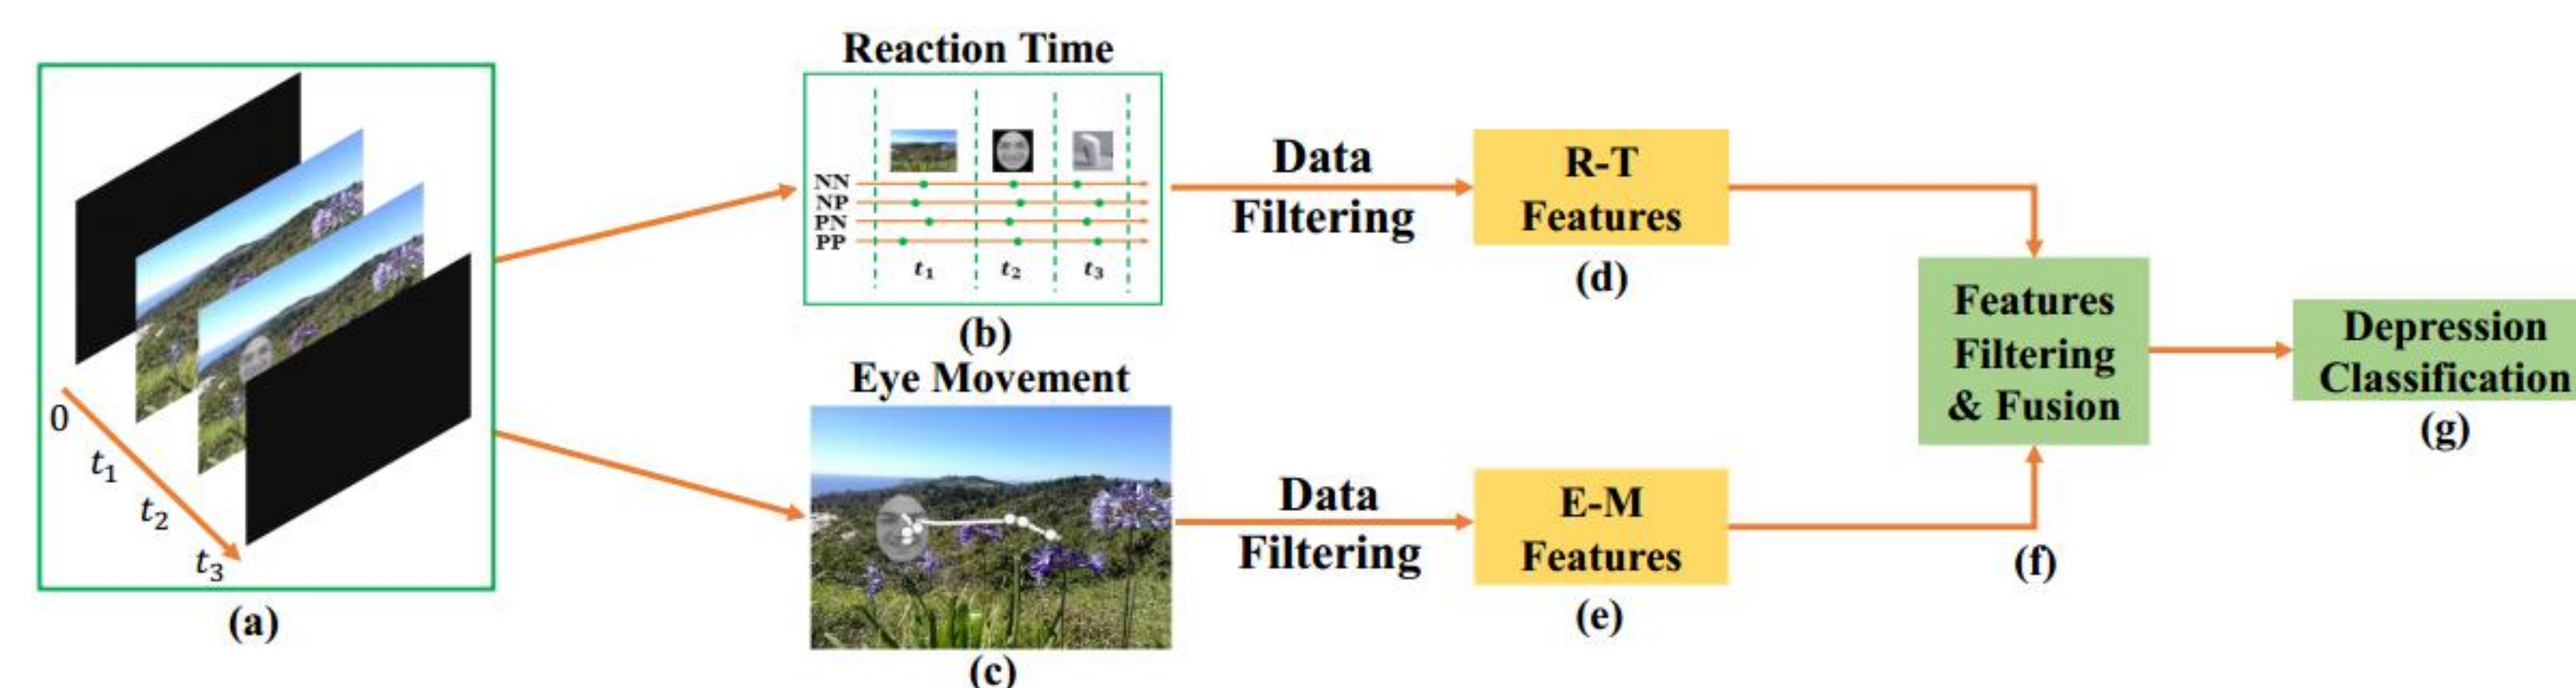 0
t₁
t₂
t₃
(a)
Reaction Time
NN
NP
PN
PP
t₁ t₂ t₃
(b)
Eye Movement
(c)
Data
Filtering
R-T
Features
(d)
Data
Filtering
E-M
Features
(e)
Features
Filtering
& Fusion
(f)
Depression
Classification
(g)